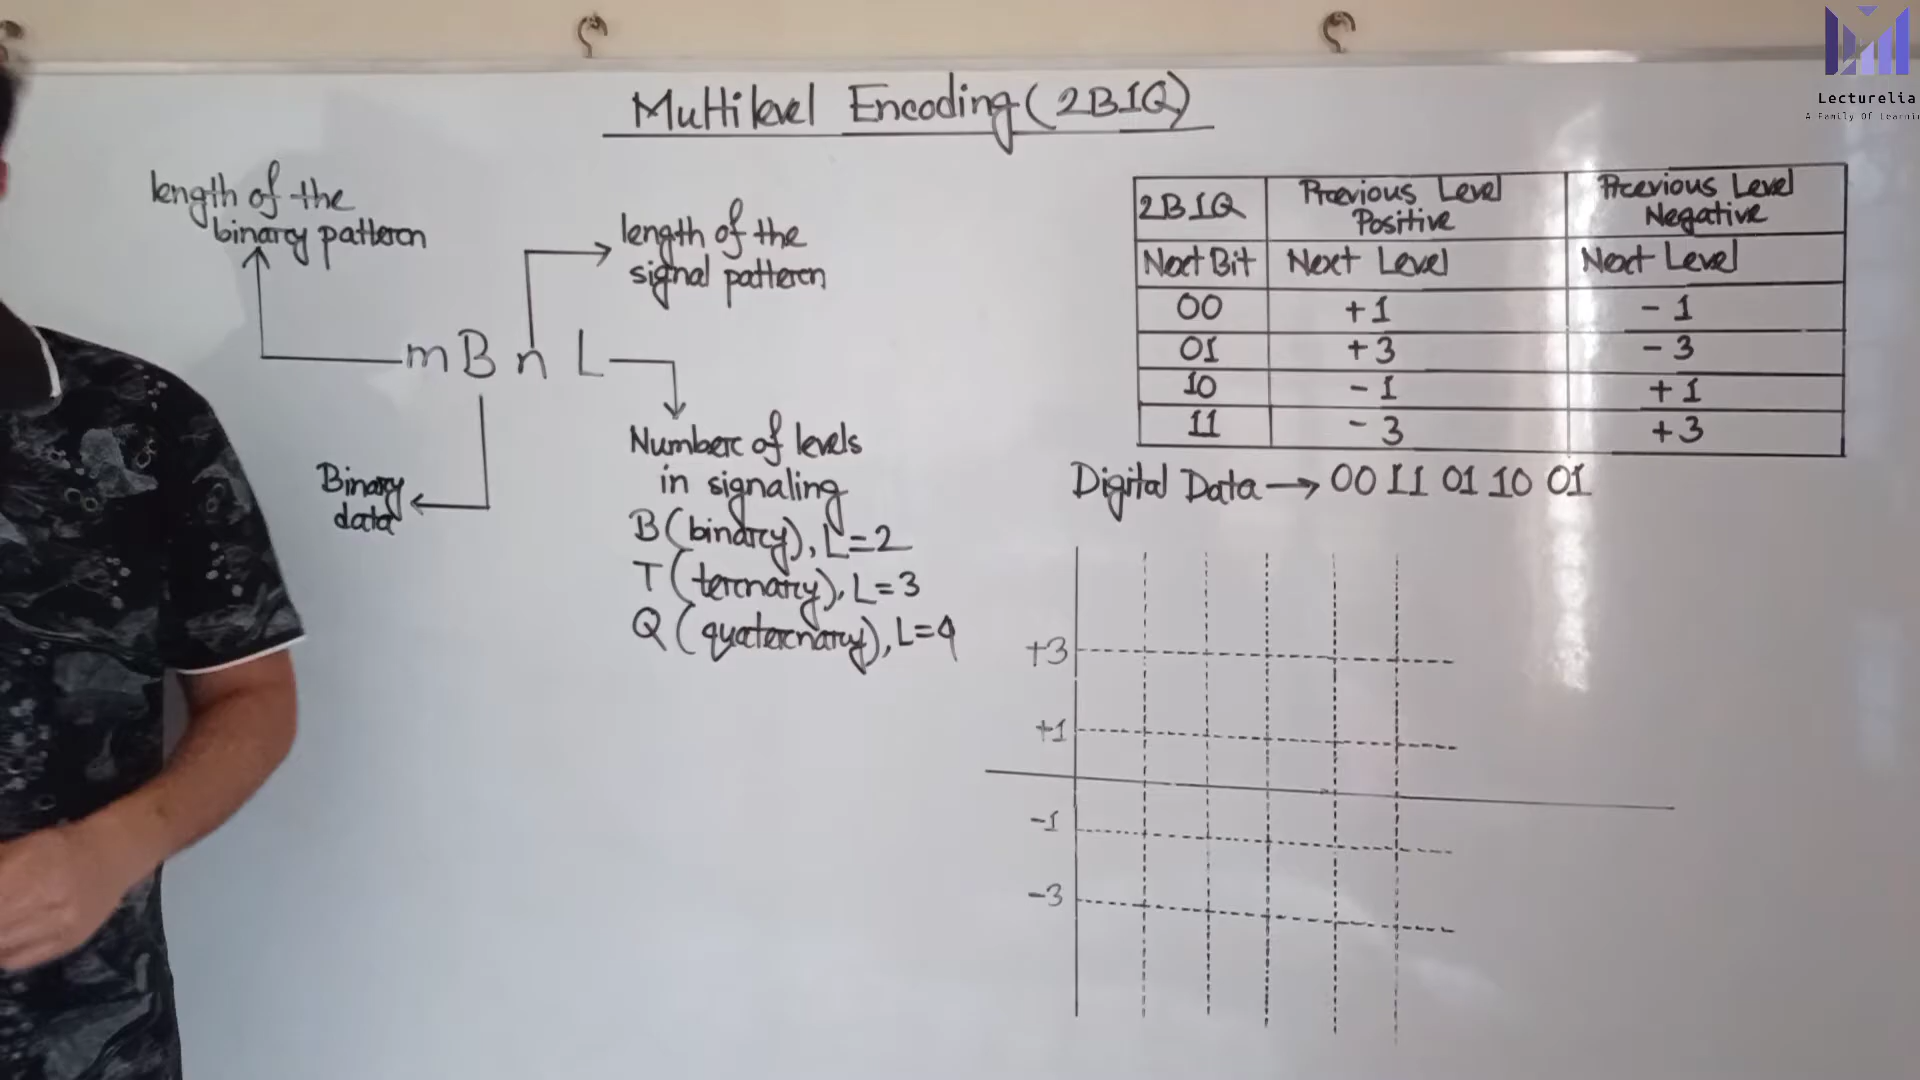 Multilevel Encoding (2B1Q)
length of the
binary pattern
length of the
signal pattern
m B n L
Binary
data
Number of levels
in signaling
B (binary), L=2
T (ternary), L=3
Q (quaternary), L=4
2B1Q Previous Level Positive Previous Level Negative
Next Bit Next Level Next Level
00 +1 -1
01 +3 -3
10 -1 +1
11 -3 +3
Digital Data → 00 11 01 10 01
+3
+1
-1
-3
Lecturelia
A Family Of Learnin